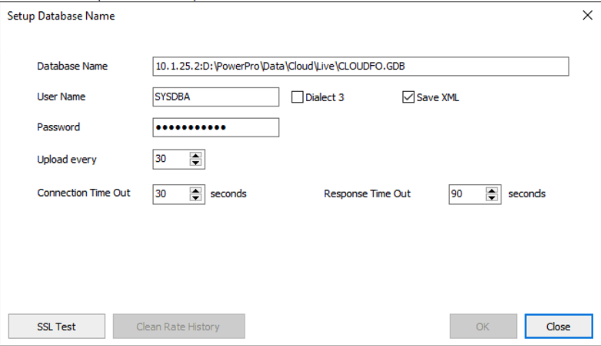 Setup Database Name
Database Name 10.1.25.2:D:\PowerPro\Data\Cloud\Live\CLOUDFO.GDB
User Name SYSDBA Dialect 3 Save XML
Password •••••••••••
Upload every 30
Connection Time Out 30 seconds Response Time Out 90 seconds
SSL Test Clean Rate History OK Close